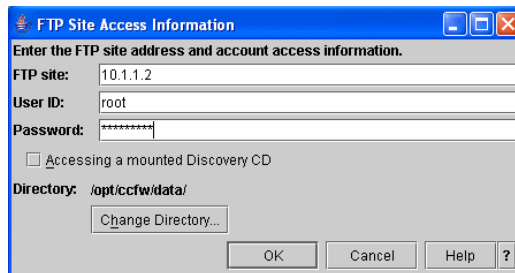 FTP Site Access Information
Enter the FTP site address and account access information.
FTP site: 10.1.1.2
User ID: root
Password: *********
Accessing a mounted Discovery CD
Directory: /opt/ccfw/data/
Change Directory...
OK Cancel Help ?